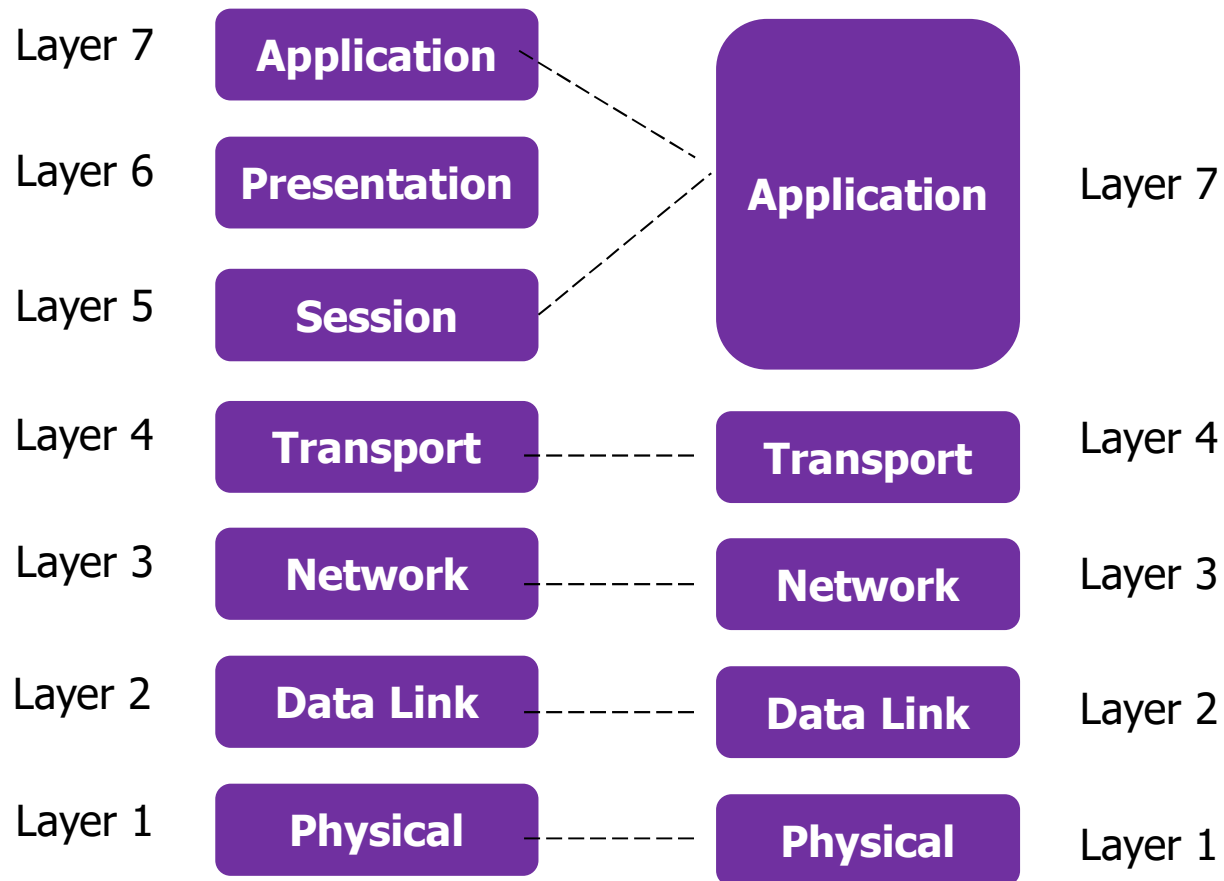 Layer 7
Application
Layer 6
Presentation
Application
Layer 7
Layer 5
Session
Layer 4
Transport
Transport
Layer 4
Layer 3
Network
Network
Layer 3
Layer 2
Data Link
Data Link
Layer 2
Layer 1
Physical
Physical
Layer 1